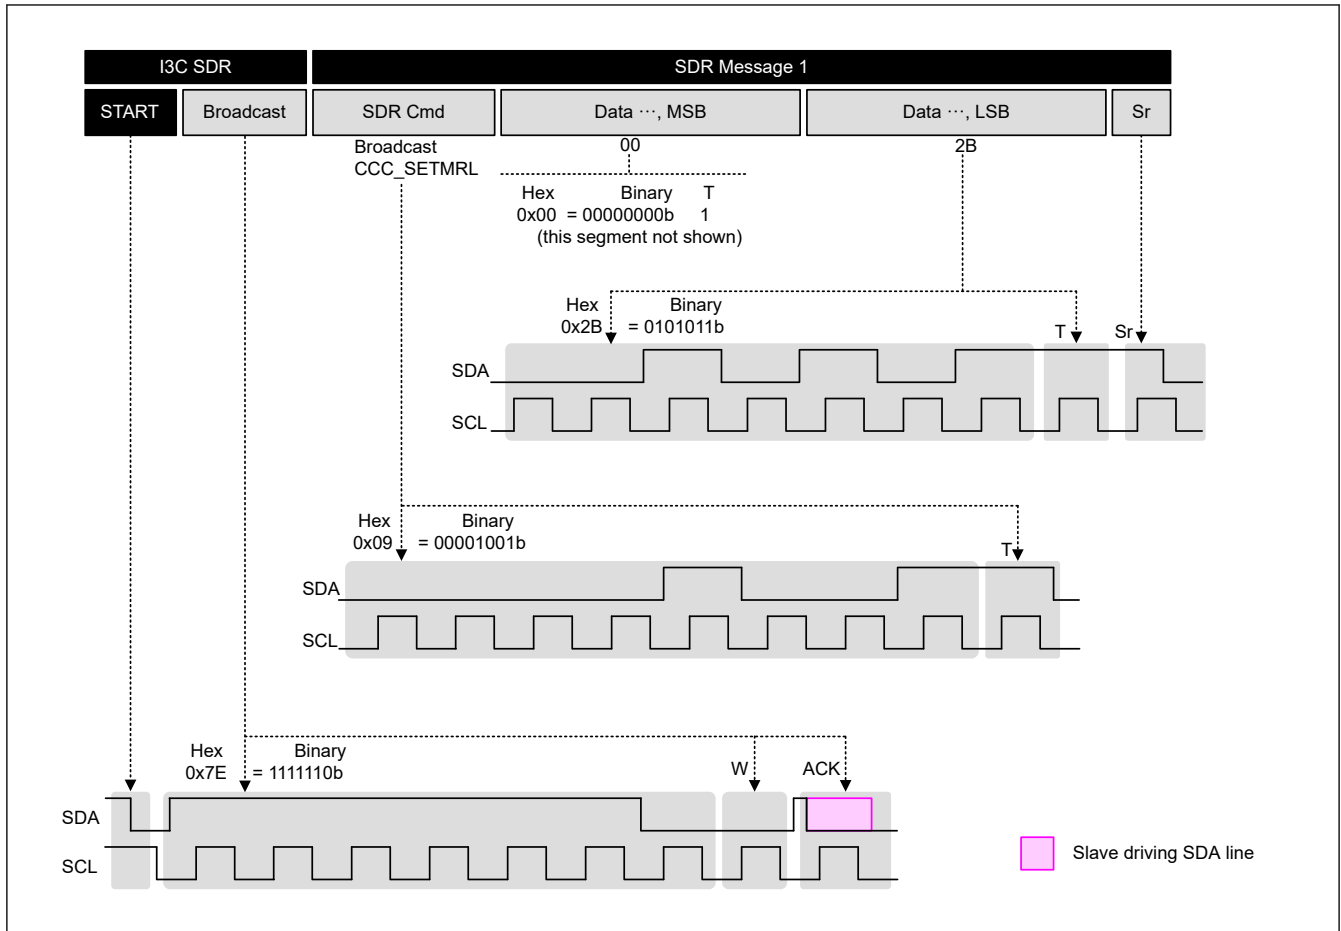 I3C SDR
SDR Message 1
START
Broadcast
SDR Cmd
Data ···, MSB
Data ···, LSB
Sr
Broadcast
CCC_SETMRL
00
2B
Hex Binary T
0x00 = 00000000b 1
(this segment not shown)
Hex Binary
0x2B = 0101011b
T
Sr
SDA
SCL
Hex Binary
0x09 = 00001001b
T
SDA
SCL
Hex Binary
0x7E = 1111110b
W
ACK
SDA
SCL
Slave driving SDA line